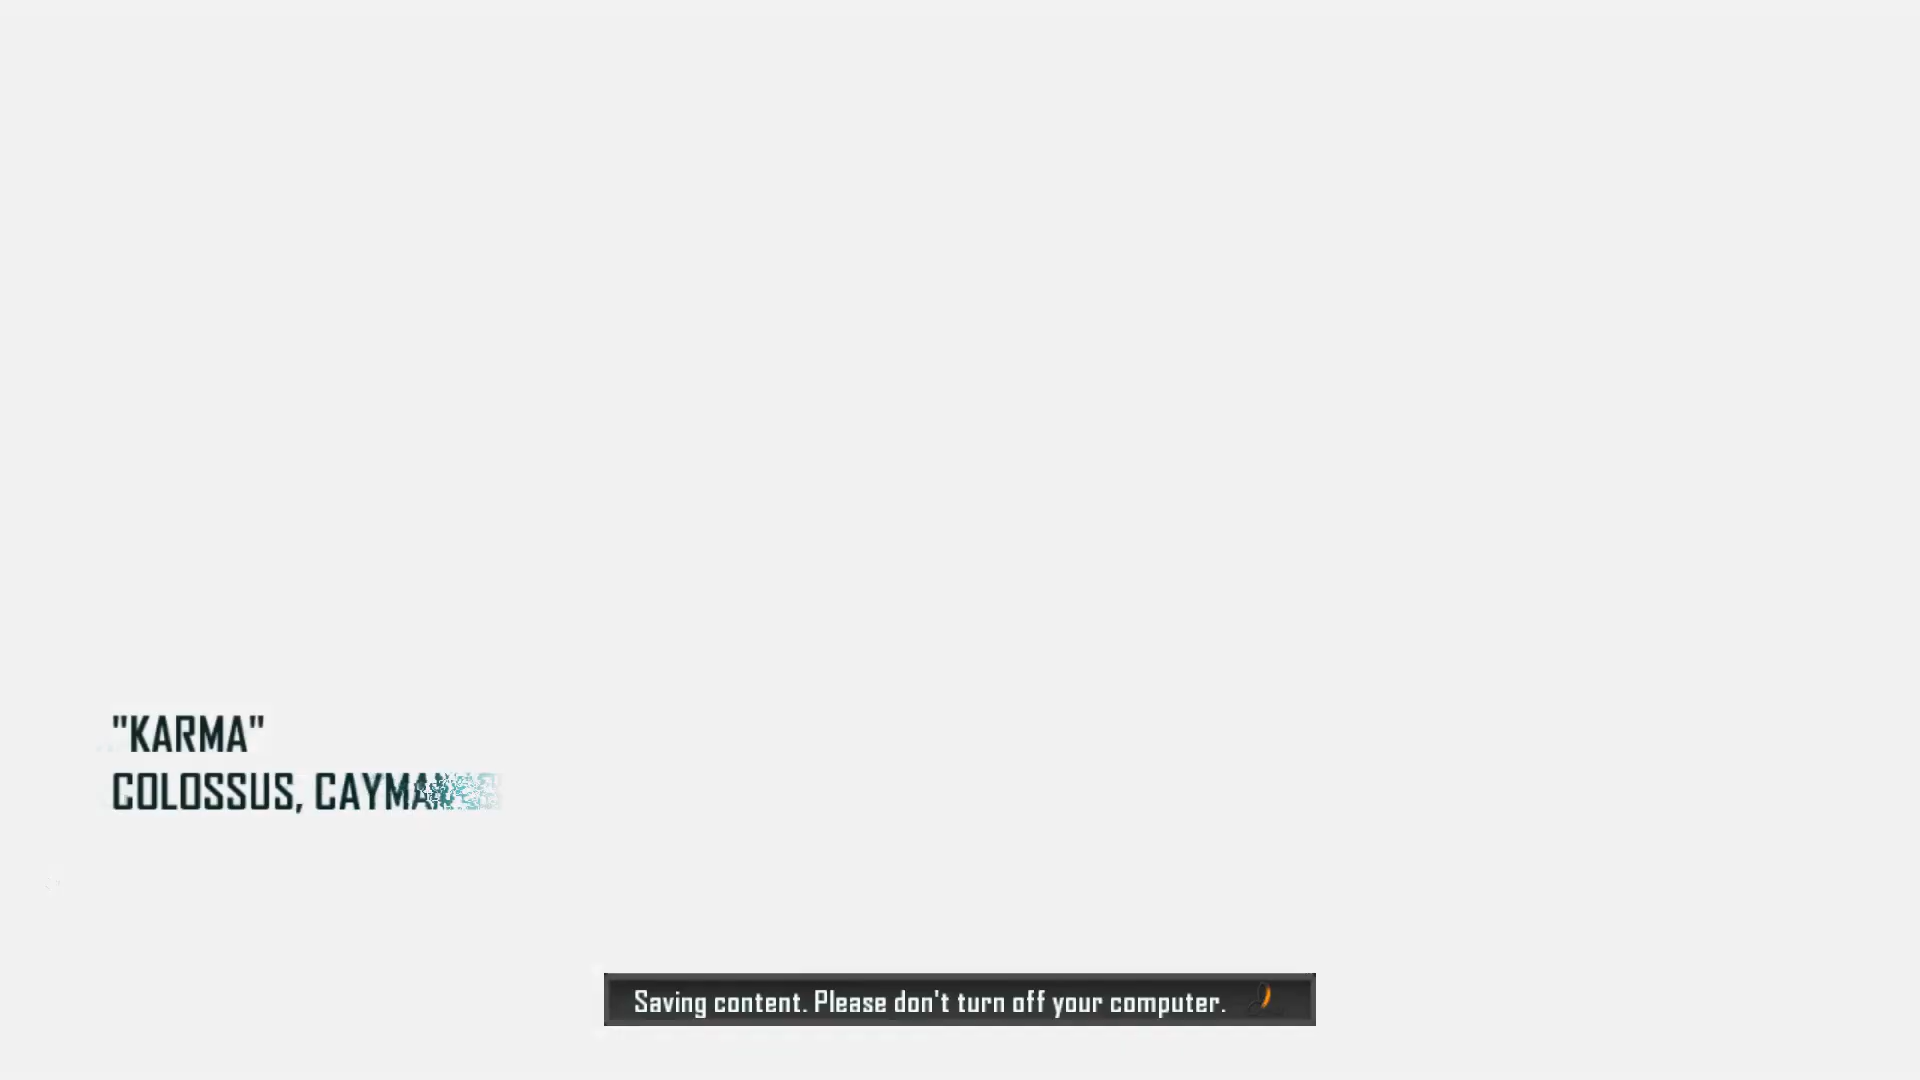 "KARMA"
COLOSSUS,
Saving content. Please don't turn off your computer.